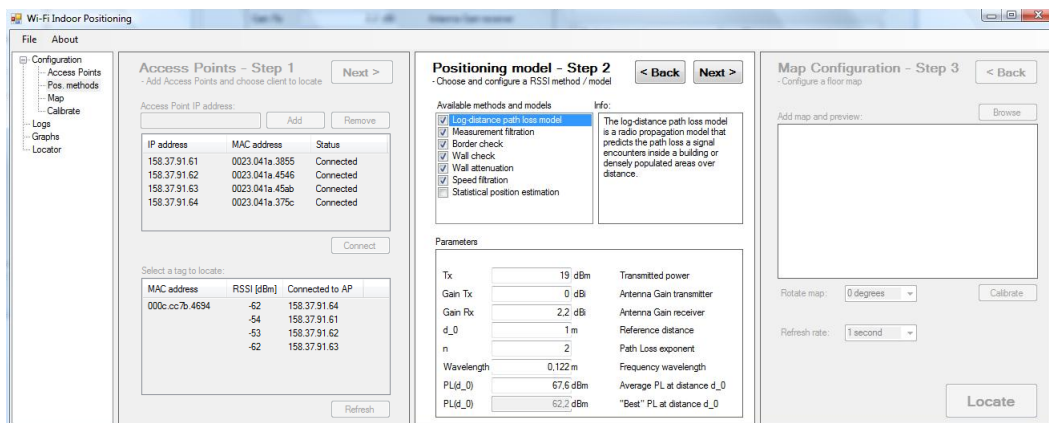 Wi-Fi Indoor Positioning
File About
Configuration
Access Points
Pos. methods
Map
Calibrate
Logs
Graphs
Locator
Access Points - Step 1
- Add Access Points and choose client to locate
Next >
Access Point IP address:
Add Remove
IP address MAC address Status
158.37.91.61 0023.041a.3855 Connected
158.37.91.62 0023.041a.4546 Connected
158.37.91.63 0023.041a.45ab Connected
158.37.91.64 0023.041a.375c Connected
Connect
Select a tag to locate:
MAC address RSSI [dBm] Connected to AP
000c.cc7b.4694 -62 158.37.91.64
-54 158.37.91.61
-53 158.37.91.62
-62 158.37.91.63
Refresh
Positioning model - Step 2
- Choose and configure a RSSI method / model
< Back Next >
Available methods and models
Log-distance path loss model
Measurement filtration
Border check
Wall check
Wall attenuation
Speed filtration
Statistical position estimation
Info:
The log-distance path loss model
is a radio propagation model that
predicts the path loss a signal
encounters inside a building or
densely populated areas over
distance.
Parameters
Tx 19 dBm Transmitted power
Gain Tx 0 dBi Antenna Gain transmitter
Gain Rx 2,2 dBi Antenna Gain receiver
d_0 1 m Reference distance
n 2 Path Loss exponent
Wavelength 0,122 m Frequency wavelength
PL(d_0) 67,6 dBm Average PL at distance d_0
PL(d_0) 62,2 dBm "Best" PL at distance d_0
Map Configuration - Step 3
- Configure a floor map
< Back
Add map and preview:
Browse
Rotate map: 0 degrees
Calibrate
Refresh rate: 1 second
Locate